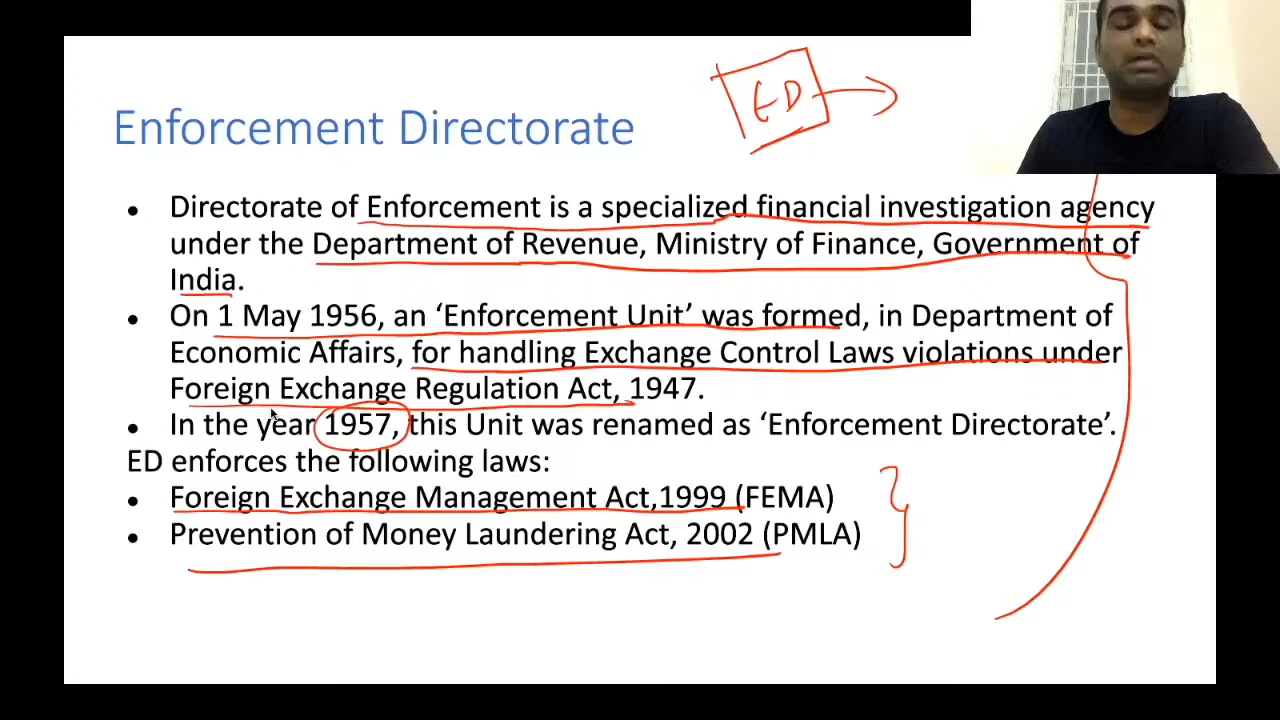 ED
Enforcement Directorate
• Directorate of Enforcement is a specialized financial investigation agency
under the Department of Revenue, Ministry of Finance, Government of
India.
• On 1 May 1956, an ‘Enforcement Unit’ was formed, in Department of
Economic Affairs, for handling Exchange Control Laws violations under
Foreign Exchange Regulation Act, 1947.
• In the year 1957, this Unit was renamed as ‘Enforcement Directorate’.
ED enforces the following laws:
• Foreign Exchange Management Act,1999 (FEMA)
• Prevention of Money Laundering Act, 2002 (PMLA)